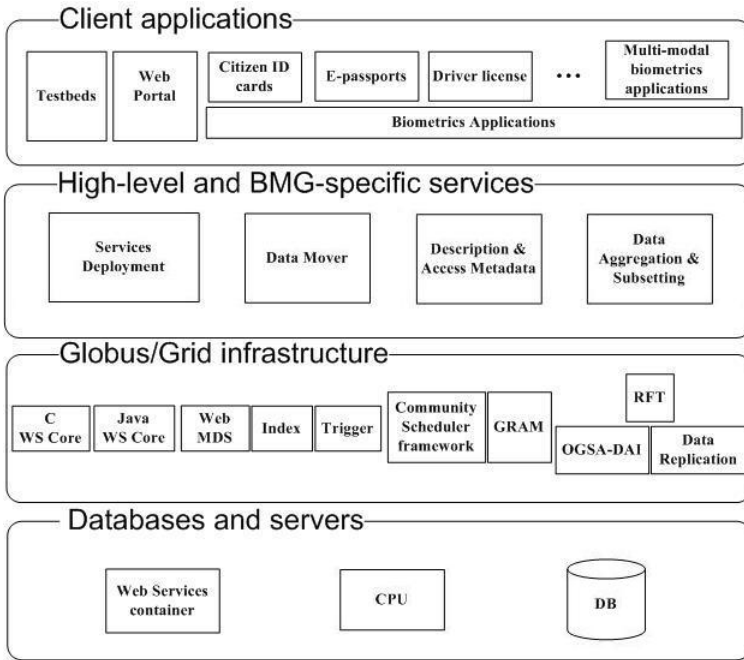 Client applications
Testbeds
Web
Portal
Citizen ID
cards
E-passports
Driver license
...
Multi-modal
biometrics
applications
Biometrics Applications
High-level and BMG-specific services
Services
Deployment
Data Mover
Description &
Access Metadata
Data
Aggregation &
Subsetting
Globus/Grid infrastructure
C
WS Core
Java
WS Core
Web
MDS
Index
Trigger
Community
Scheduler
framework
GRAM
RFT
OGSA-DAI
Data
Replication
Databases and servers
Web Services
container
CPU
DB